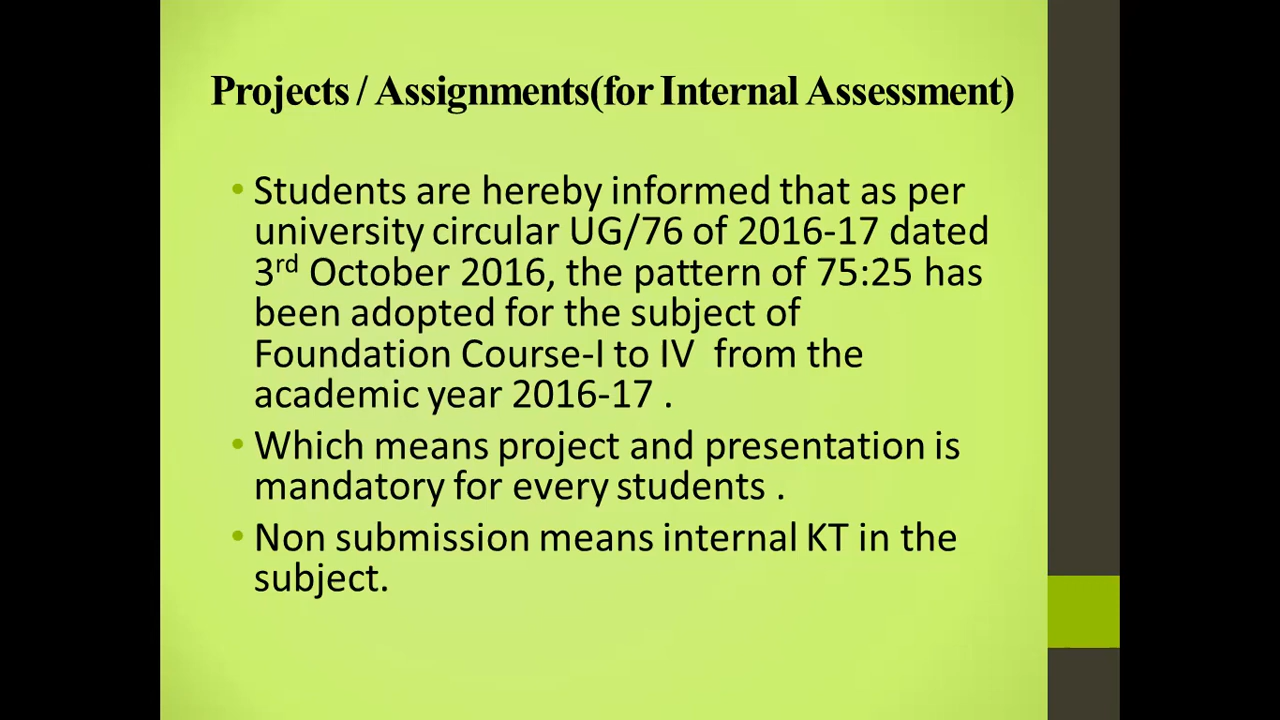 Projects / Assignments(for Internal Assessment)
• Students are hereby informed that as per
university circular UG/76 of 2016-17 dated
3rd October 2016, the pattern of 75:25 has
been adopted for the subject of
Foundation Course-I to IV  from the
academic year 2016-17 .
• Which means project and presentation is
mandatory for every students .
• Non submission means internal KT in the
subject.